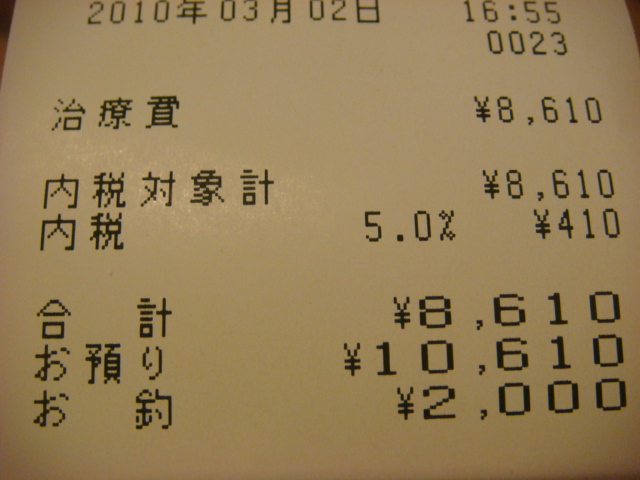 2010年03月02日 16:55
0023
治療費 ¥8,610
内税対象計 ¥8,610
内税 5.0% ¥410
合計 ¥8,610
お預り ¥10,610
お釣 ¥2,000